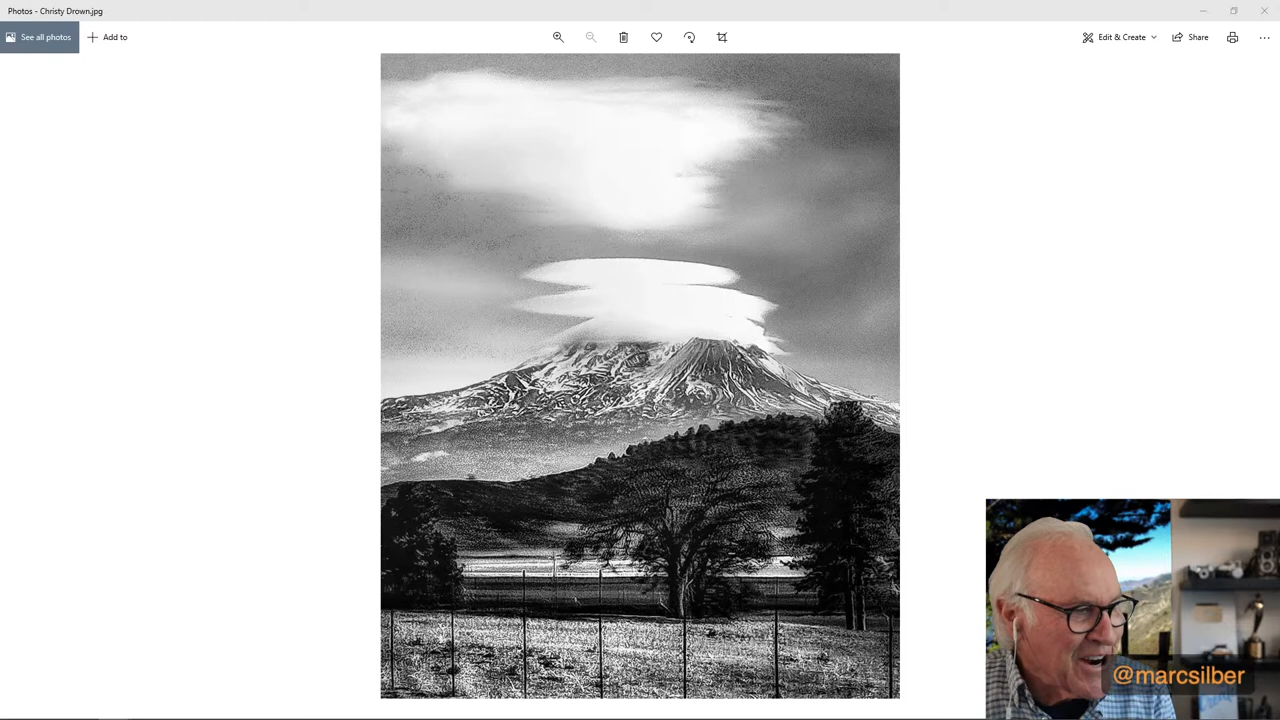 Photos - Christy Drown.jpg
See all photos
Add to
Edit & Create
Share
@marcsilber